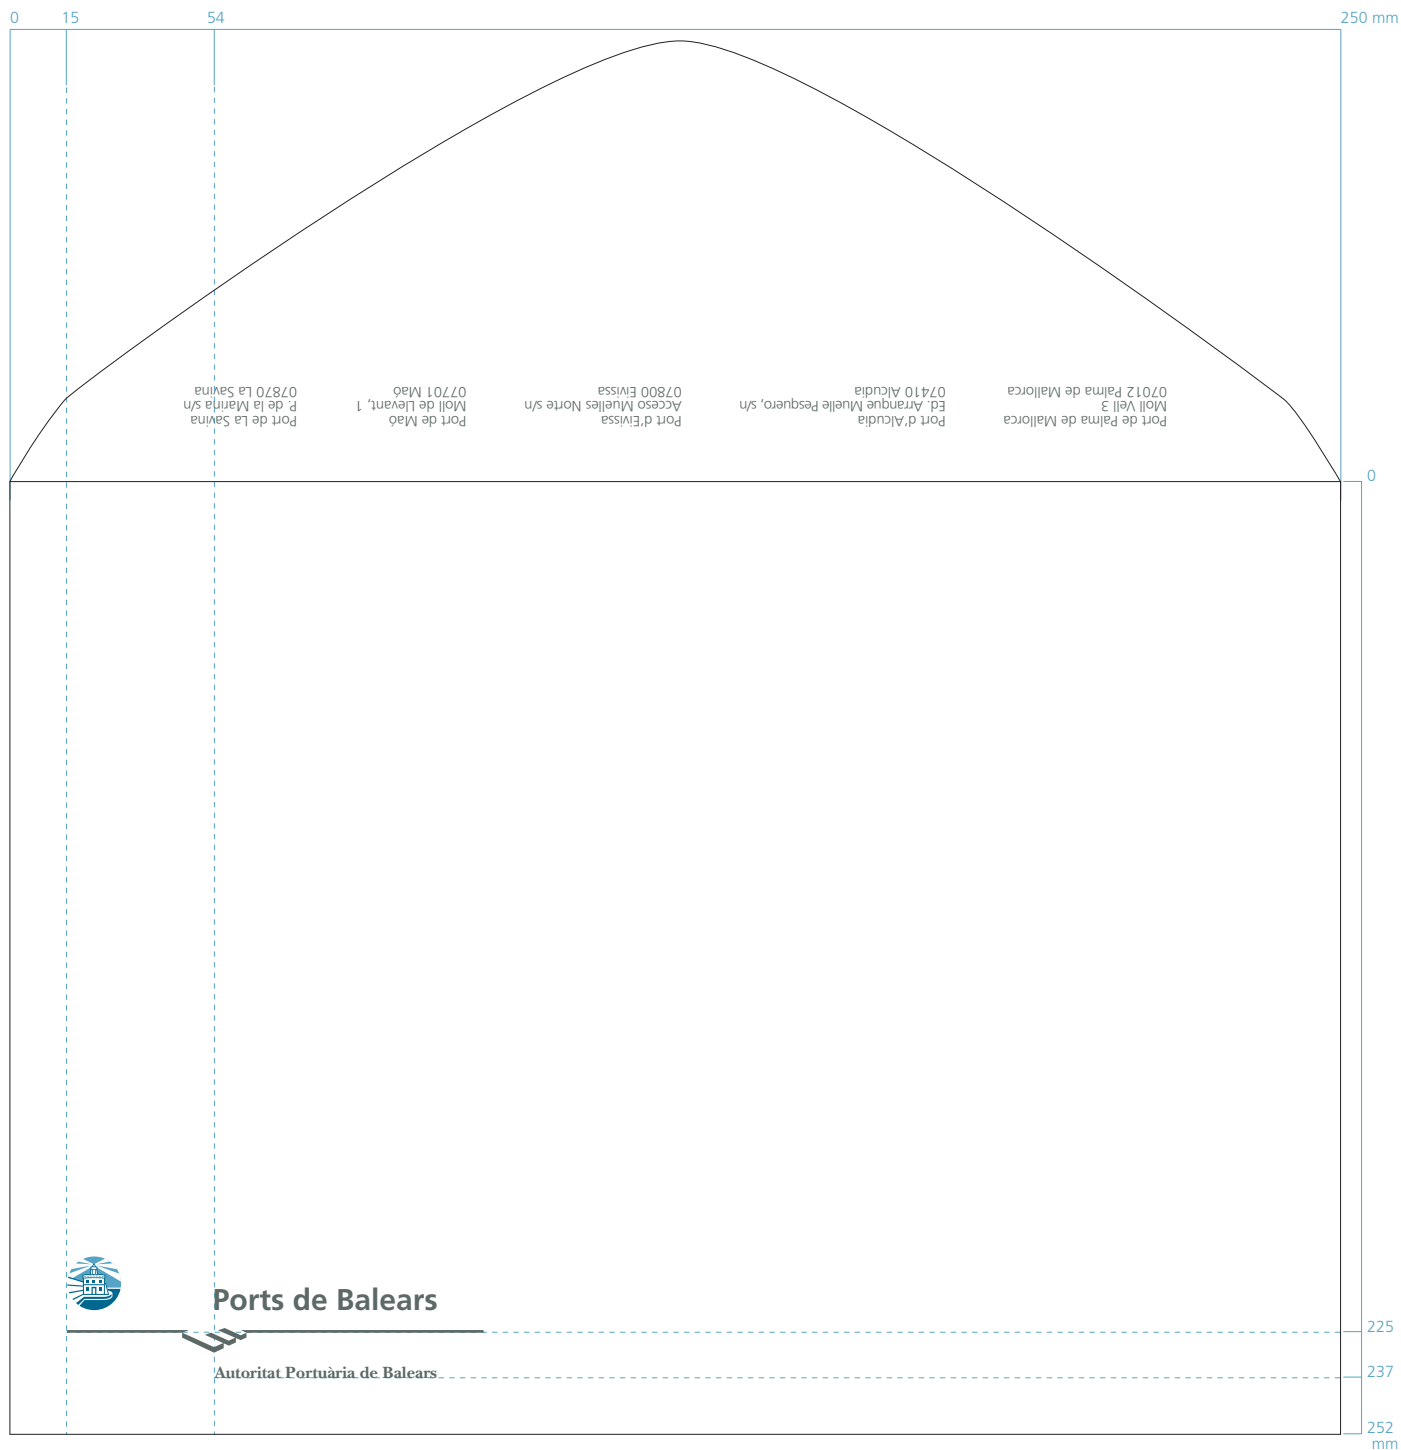 0 15 54 250 mm
Port de Palma de Mallorca
Moll Vell 3
07012 Palma de Mallorca
Port d'Alcudia
Ed. Arranque Muelle Pesquero, s/n
07410 Alcudia
Port d'Eivissa
Acceso Muelles Norte s/n
07800 Eivissa
Port de Maó
Moll de Llevant, 1
07701 Maó
Port de La Savina
P. de la Marina s/n
07870 La Savina
0
Ports de Balears
225
Autoritat Portuària de Balears
237
252
mm